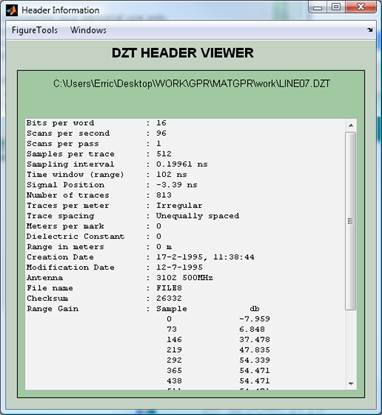 Header Information
FigureTools Windows
DZT HEADER VIEWER
C:\Users\Erric\Desktop\WORK\GPR\MATGPR\work\LINE07.DZT
Bits per word : 16
Scans per second : 96
Scans per pass : 1
Samples per trace : 512
Sampling interval : 0.19961 ns
Time window (range) : 102 ns
Signal Position : -3.39 ns
Number of traces : 813
Traces per meter : Irregular
Trace spacing : Unequally spaced
Meters per mark : 0
Dielectric Constant : 0
Range in meters : 0 m
Creation Date : 17-2-1995, 11:38:44
Modification Date : 12-7-1995
Antenna : 3102 500MHz
File name : FILE8
Checksum : 26332
Range Gain : Sample db
0 -7.959
73 6.848
146 37.478
219 47.835
292 54.339
365 54.471
438 54.471